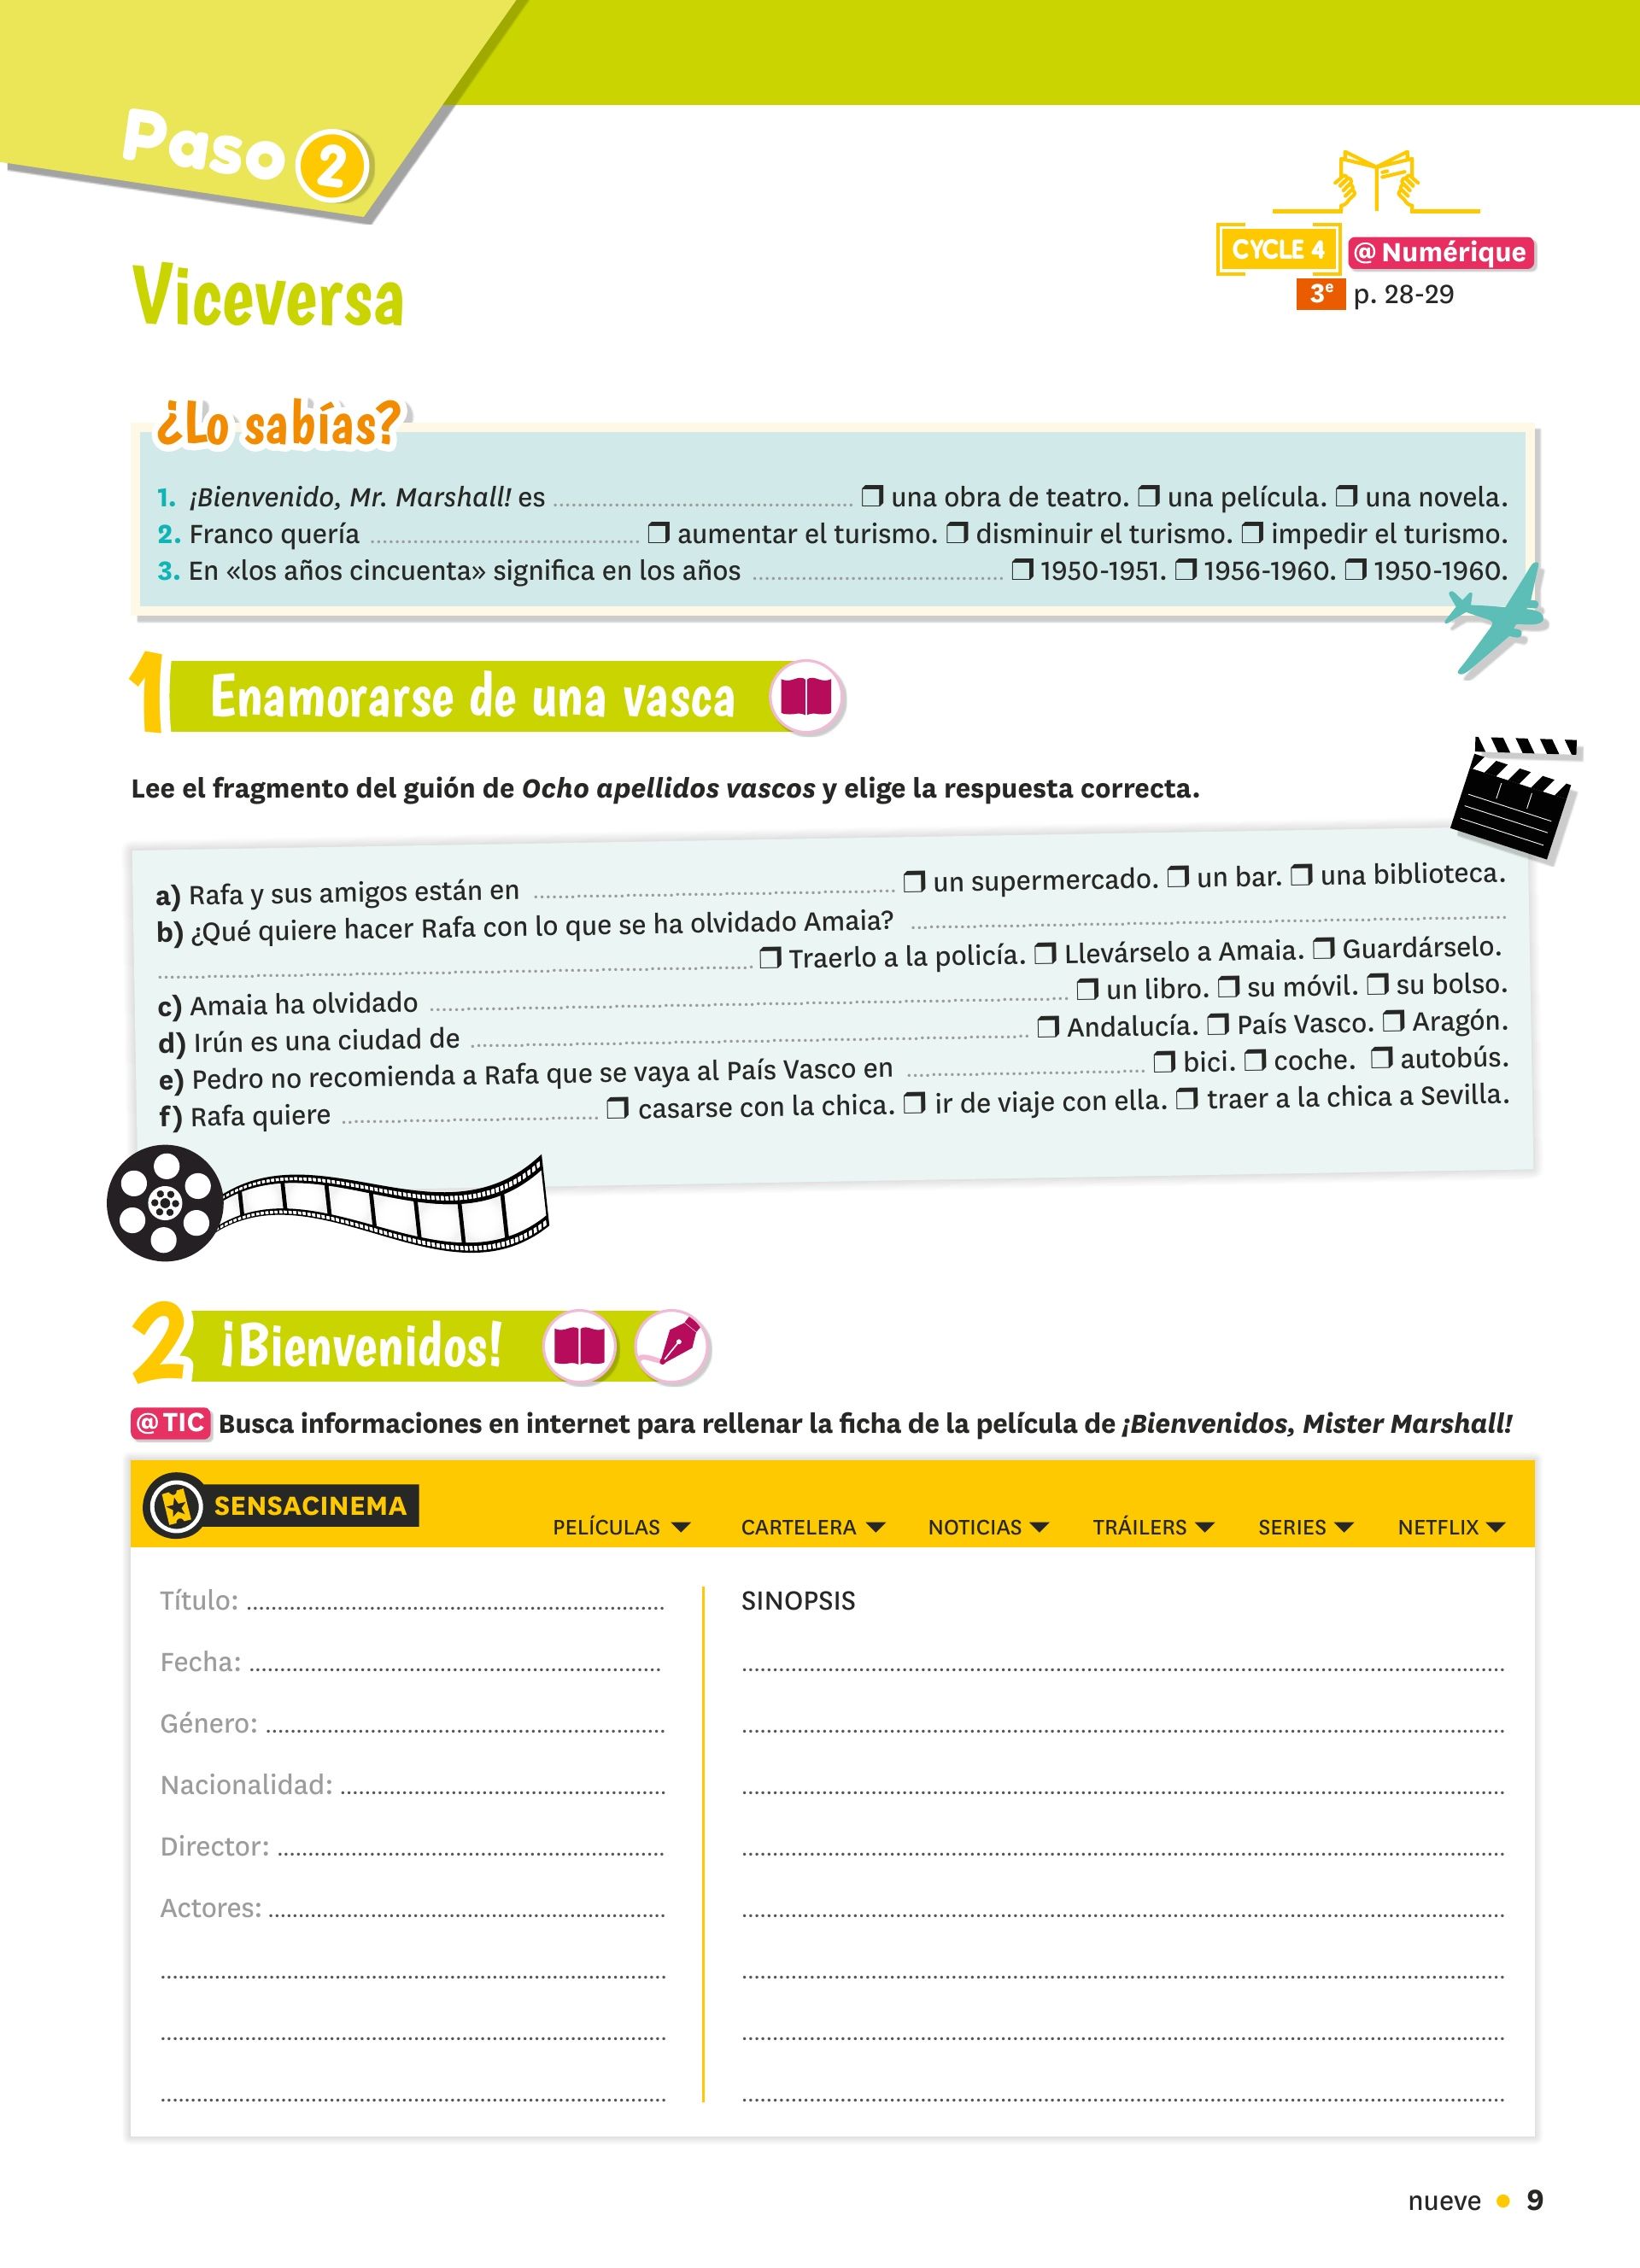 Paso 2
CYCLE 4 @ Numérique
3e p. 28-29
Viceversa
¿Lo sabías?
1. ¡Bienvenido, Mr. Marshall! es ❒ una obra de teatro. ❒ una película. ❒ una novela.
2. Franco quería ❒ aumentar el turismo. ❒ disminuir el turismo. ❒ impedir el turismo.
3. En «los años cincuenta» significa en los años ❒ 1950-1951. ❒ 1956-1960. ❒ 1950-1960.
1 Enamorarse de una vasca
Lee el fragmento del guión de Ocho apellidos vascos y elige la respuesta correcta.
a) Rafa y sus amigos están en ❒ un supermercado. ❒ un bar. ❒ una biblioteca.
b) ¿Qué quiere hacer Rafa con lo que se ha olvidado Amaia?
❒ Traerlo a la policía. ❒ Llevárselo a Amaia. ❒ Guardárselo.
c) Amaia ha olvidado ❒ un libro. ❒ su móvil. ❒ su bolso.
d) Irún es una ciudad de ❒ Andalucía. ❒ País Vasco. ❒ Aragón.
e) Pedro no recomienda a Rafa que se vaya al País Vasco en ❒ bici. ❒ coche. ❒ autobús.
f) Rafa quiere ❒ casarse con la chica. ❒ ir de viaje con ella. ❒ traer a la chica a Sevilla.
2 ¡Bienvenidos!
@TIC Busca informaciones en internet para rellenar la ficha de la película de ¡Bienvenidos, Mister Marshall!
SENSACINEMA
PELÍCULAS CARTELERA NOTICIAS TRÁILERS SERIES NETFLIX
Título:
Fecha:
Género:
Nacionalidad:
Director:
Actores:
SINOPSIS
nueve • 9